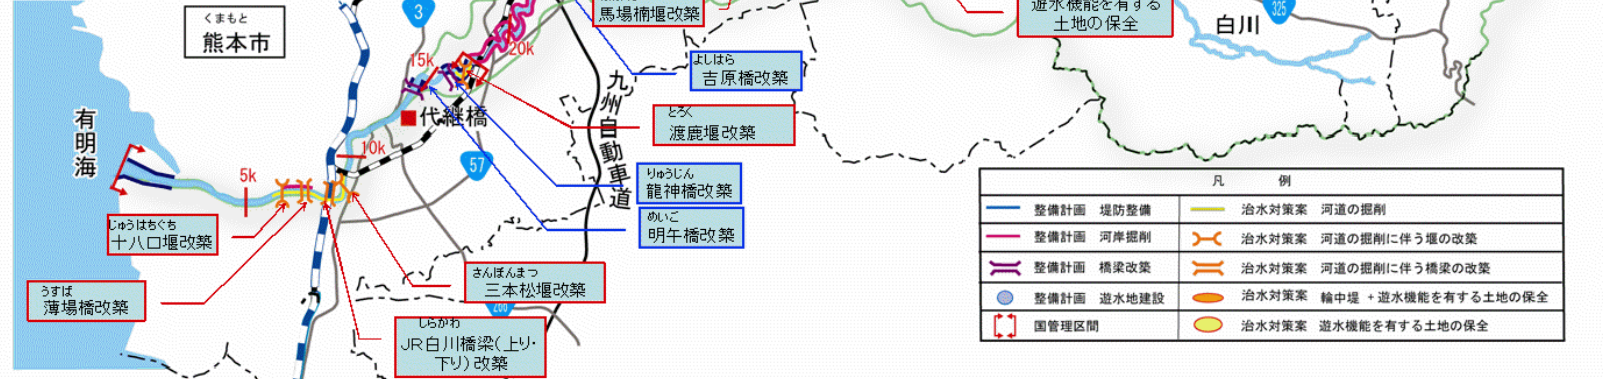 くまもと
熊本市
3
馬場楠堰改築
遊水機能を有する
土地の保全
325
白川
20k
15k
よしはら
吉原橋改築
九州自動車道
有明海
代継橋
とろく
渡鹿堰改築
10k
57
5k
りゅうじん
龍神橋改築
めいご
明午橋改築
じゅうはちぐち
十八口堰改築
さんぼんまつ
三本松堰改築
うすば
薄場橋改築
しらかわ
JR白川橋梁(上り・
下り)改築
凡 例
整備計画 堤防整備
治水対策案 河道の掘削
整備計画 河岸掘削
治水対策案 河道の掘削に伴う堰の改築
整備計画 橋梁改築
治水対策案 河道の掘削に伴う橋梁の改築
整備計画 遊水地建設
治水対策案 輪中堤 +遊水機能を有する土地の保全
国管理区間
治水対策案 遊水機能を有する土地の保全